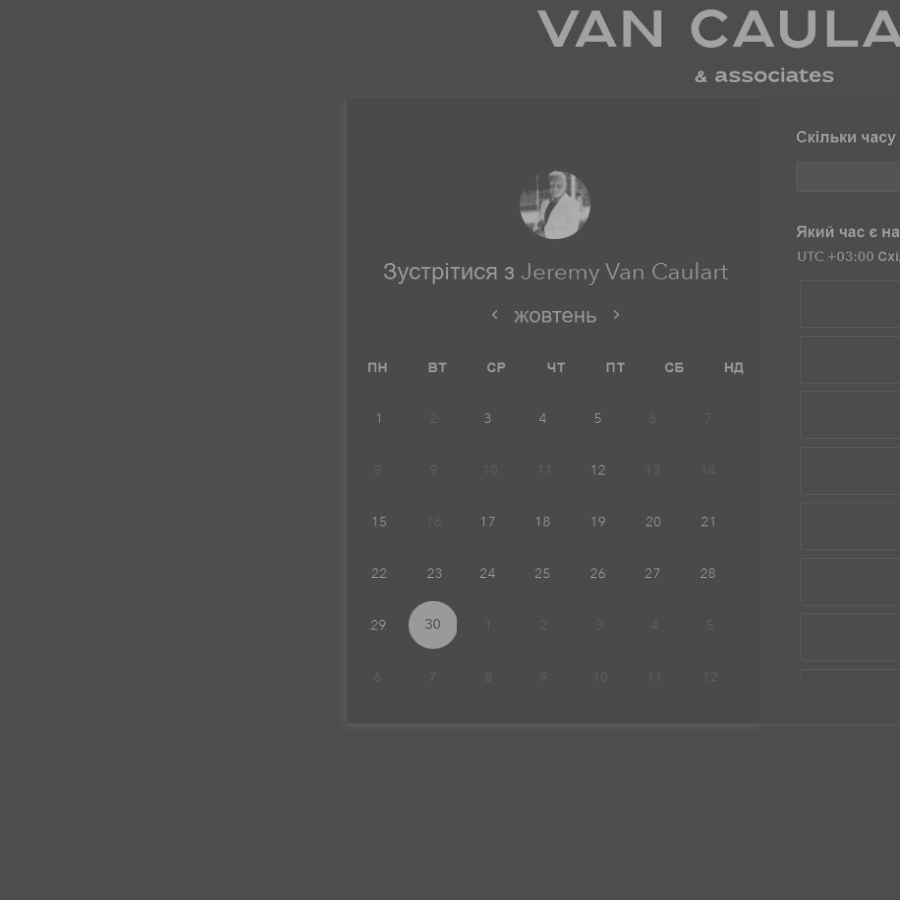 VAN CAULA
& associates
Скільки часу
Який час є на
UTC +03:00 Схі
Зустрітися з Jeremy Van Caulart
жовтень
ПН ВТ СР ЧТ ПТ СБ НД
1 2 3 4 5 6 7
8 9 10 11 12 13 14
15 16 17 18 19 20 21
22 23 24 25 26 27 28
29 30 1 2 3 4 5
6 7 8 9 10 11 12